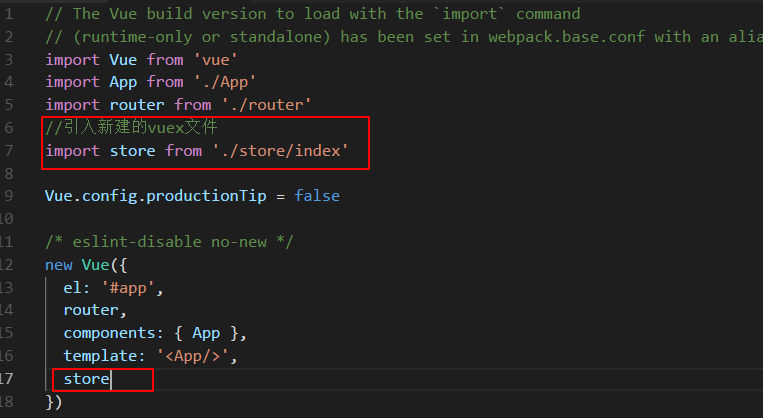 1 // The Vue build version to load with the `import` command
2 // (runtime-only or standalone) has been set in webpack.base.conf with an alia
3 import Vue from 'vue'
4 import App from './App'
5 import router from './router'
6 //引入新建的vuex文件
7 import store from './store/index'
8
9 Vue.config.productionTip = false
10
11 /* eslint-disable no-new */
12 new Vue({
13 el: '#app',
14 router,
15 components: { App },
16 template: '<App/>',
17 store
18 })